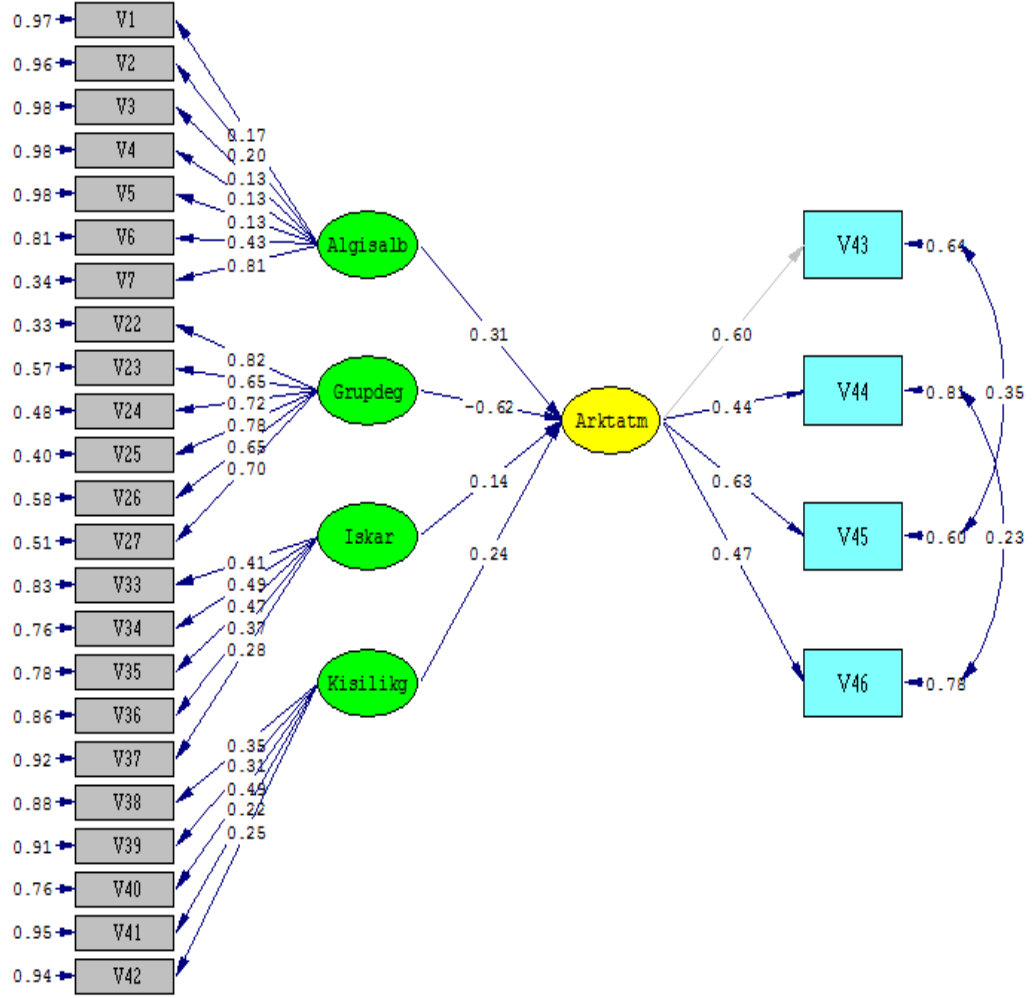 0.97 V1
0.96 V2
0.98 V3
0.98 V4
0.98 V5
0.81 V6
0.34 V7
0.33 V22
0.57 V23
0.48 V24
0.40 V25
0.58 V26
0.51 V27
0.83 V33
0.76 V34
0.78 V35
0.86 V36
0.92 V37
0.88 V38
0.91 V39
0.76 V40
0.95 V41
0.94 V42
0.17
0.20
0.13
0.13
0.13
0.43
0.81
0.82
0.65
0.72
0.78
0.65
0.70
0.41
0.49
0.47
0.37
0.28
0.35
0.31
0.49
0.22
0.25
Algisalb
Grupdeg
Iskar
Kisilikg
0.31
-0.62
0.14
0.24
Arktatm
0.60
0.44
0.63
0.47
V43 0.64
V44 0.81
V45 0.60
V46 0.78
0.35
0.23